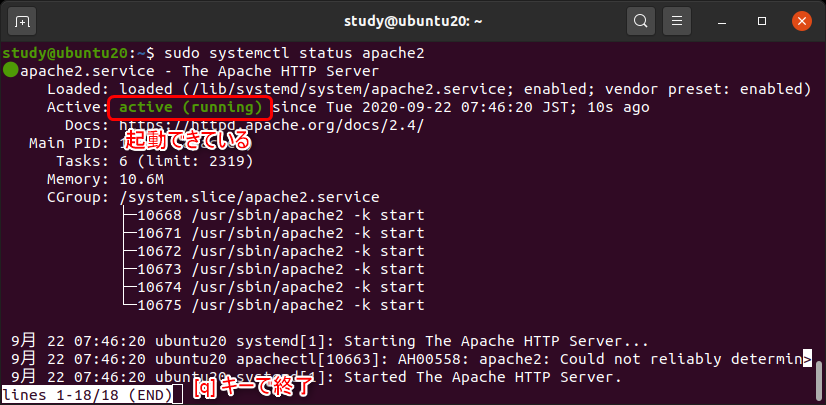 study@ubuntu20: ~
study@ubuntu20:~$ sudo systemctl status apache2
apache2.service - The Apache HTTP Server
Loaded: loaded (/lib/systemd/system/apache2.service; enabled; vendor preset: enabled)
Active: active (running) since Tue 2020-09-22 07:46:20 JST; 10s ago
Docs: https://httpd.apache.org/docs/2.4/
起動できている
Main PID:
Tasks: 6 (limit: 2319)
Memory: 10.6M
CGroup: /system.slice/apache2.service
├─10668 /usr/sbin/apache2 -k start
├─10671 /usr/sbin/apache2 -k start
├─10672 /usr/sbin/apache2 -k start
├─10673 /usr/sbin/apache2 -k start
├─10674 /usr/sbin/apache2 -k start
└─10675 /usr/sbin/apache2 -k start
9月 22 07:46:20 ubuntu20 systemd[1]: Starting The Apache HTTP Server...
9月 22 07:46:20 ubuntu20 apachectl[10663]: AH00558: apache2: Could not reliably determin>
9月 22 07:46:20 ubuntu20 systemd[1]: Started The Apache HTTP Server.
lines 1-18/18 (END)
[q] キーで終了